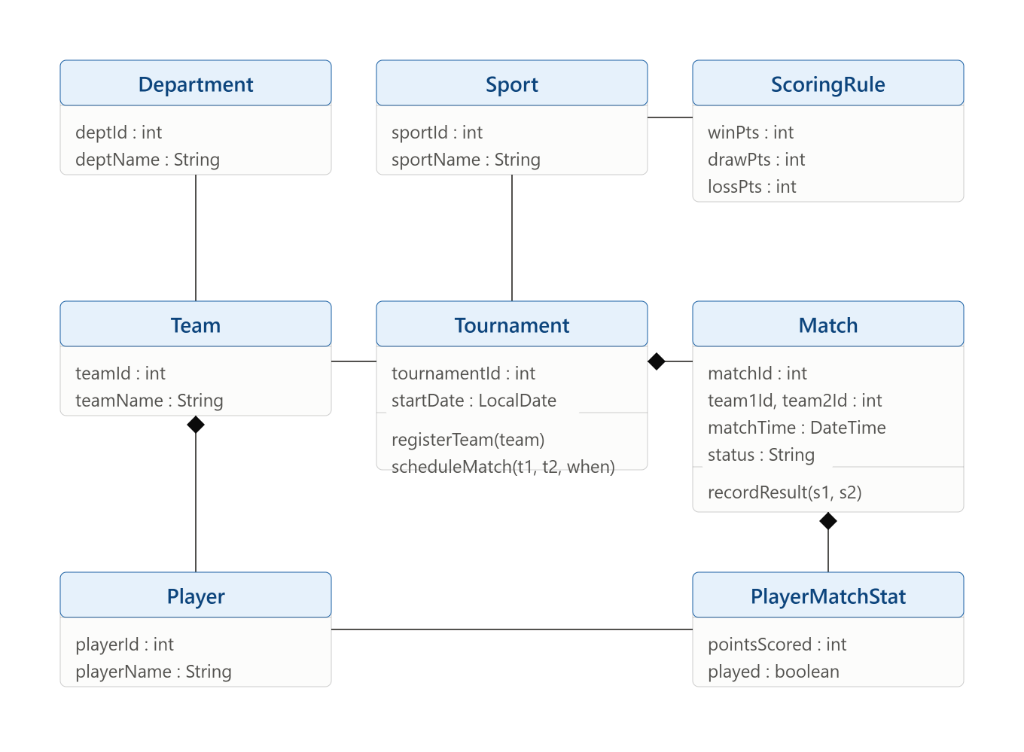 Department
deptId : int
deptName : String
Sport
sportId : int
sportName : String
ScoringRule
winPts : int
drawPts : int
lossPts : int
Team
teamId : int
teamName : String
Tournament
tournamentId : int
startDate : LocalDate
registerTeam(team)
scheduleMatch(t1, t2, when)
Match
matchId : int
team1Id, team2Id : int
matchTime : DateTime
status : String
recordResult(s1, s2)
Player
playerId : int
playerName : String
PlayerMatchStat
pointsScored : int
played : boolean